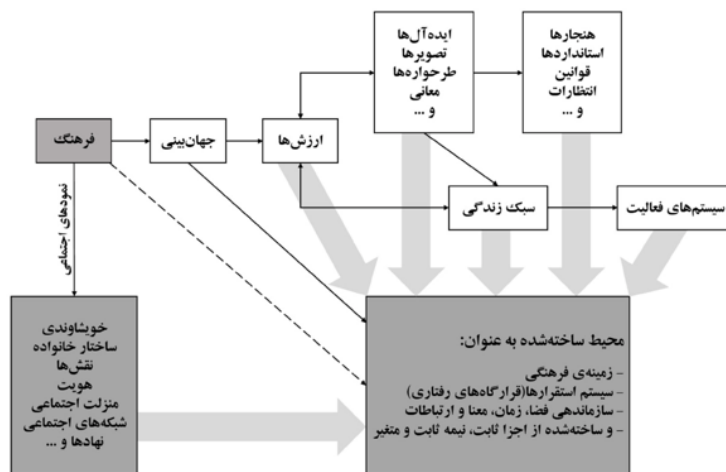 ایده‌آل‌ها
تصویرها
طرحواره‌ها
معانی
و ...
هنجارها
استانداردها
قوانین
انتظارات
و ...
فرهنگ
جهان‌بینی
ارزش‌ها
سبک زندگی
سیستم‌های فعالیت
نمودهای اجتماعی
خویشاوندی
ساختار خانواده
نقش‌ها
هویت
منزلت اجتماعی
شبکه‌های اجتماعی
نهادها و ...
محیط ساخته‌شده به عنوان:
- زمینه‌ی فرهنگی
- سیستم استقرارها(قرارگاه‌های رفتاری)
- سازماندهی فضا، زمان، معنا و ارتباطات
- و ساخته‌شده از اجزا ثابت، نیمه ثابت و متغیر